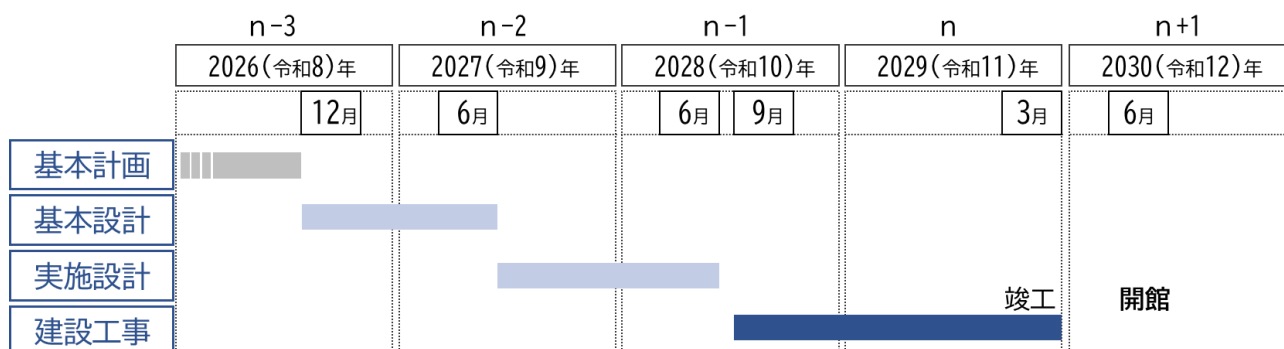 n-3 n-2 n-1 n n+1
2026(令和8)年 2027(令和9)年 2028(令和10)年 2029(令和11)年 2030(令和12)年
12月 6月 6月 9月 3月 6月
基本計画
基本設計
実施設計
竣工 開館
建設工事